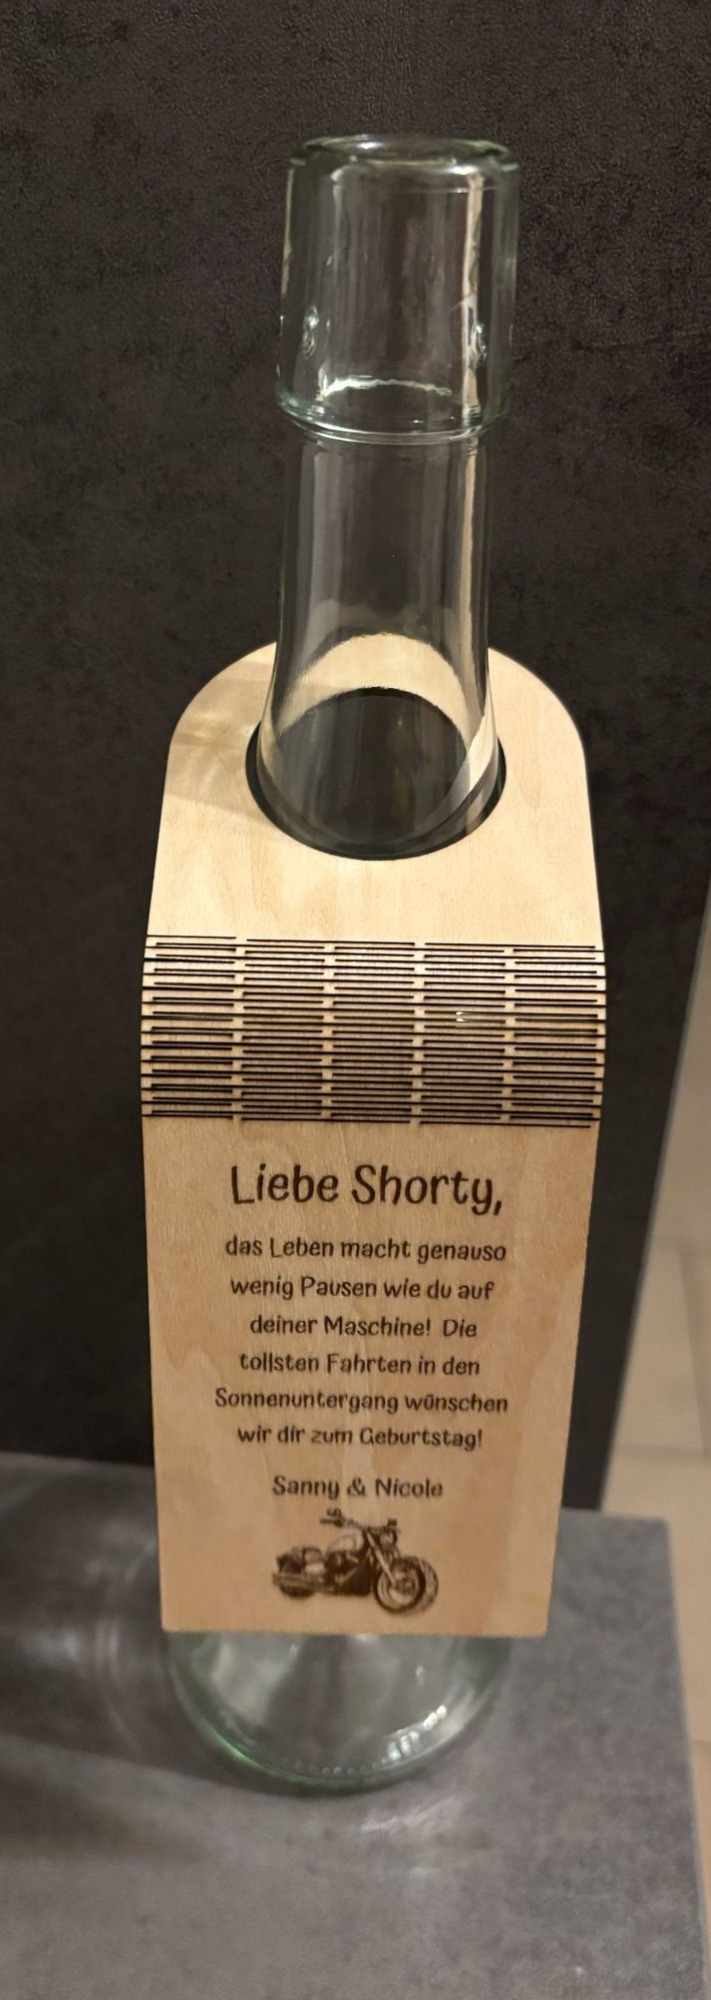 Liebe Shorty,
das Leben macht genauso
wenig Pausen wie du auf
deiner Maschine! Die
tollsten Fahrten in den
Sonnenuntergang wünschen
wir dir zum Geburtstag!
Sanny & Nicole